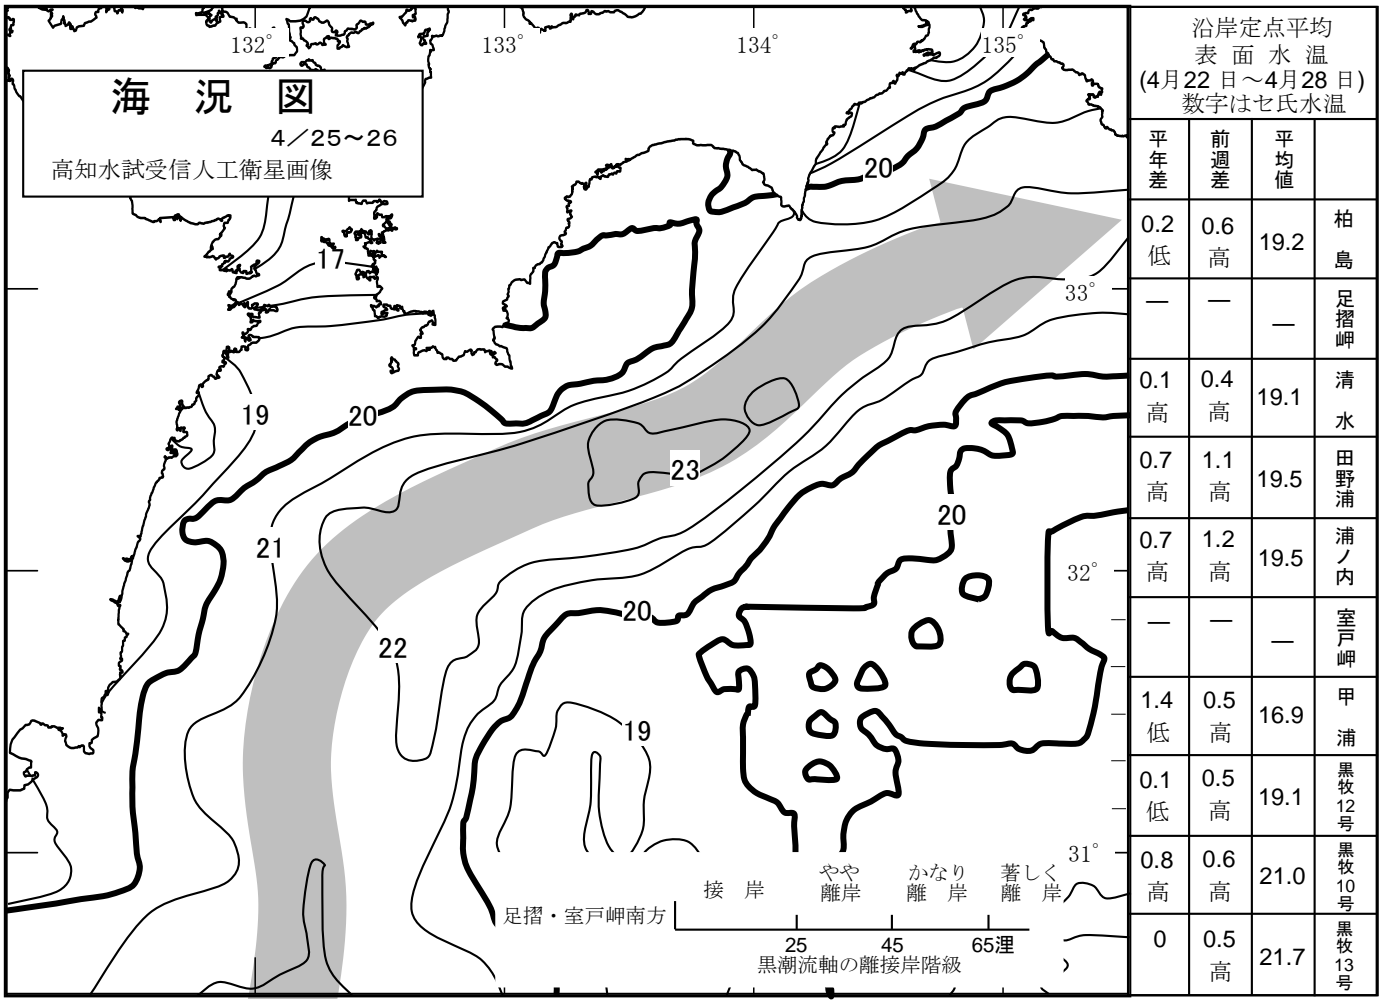 132°
133°
134°
135°
海 況 図
4／25～26
高知水試受信人工衛星画像
20
17
33°
19
20
23
21
20
32°
20
22
19
31°
接 岸
やや
離岸
かなり
離 岸
著しく
離 岸
足摺・室戸岬南方
25 45 65浬
黒潮流軸の離接岸階級
沿岸定点平均
表 面 水 温
(4月22 日～4月28 日)
数字はセ氏水温
平年差 前週差 平均値
0.2低 0.6高 19.2 柏島
― ― ― 足摺岬
0.1高 0.4高 19.1 清水
0.7高 1.1高 19.5 田野浦
0.7高 1.2高 19.5 浦ノ内
― ― ― 室戸岬
1.4低 0.5高 16.9 甲浦
0.1低 0.5高 19.1 黒牧12号
0.8高 0.6高 21.0 黒牧10号
0 0.5高 21.7 黒牧13号